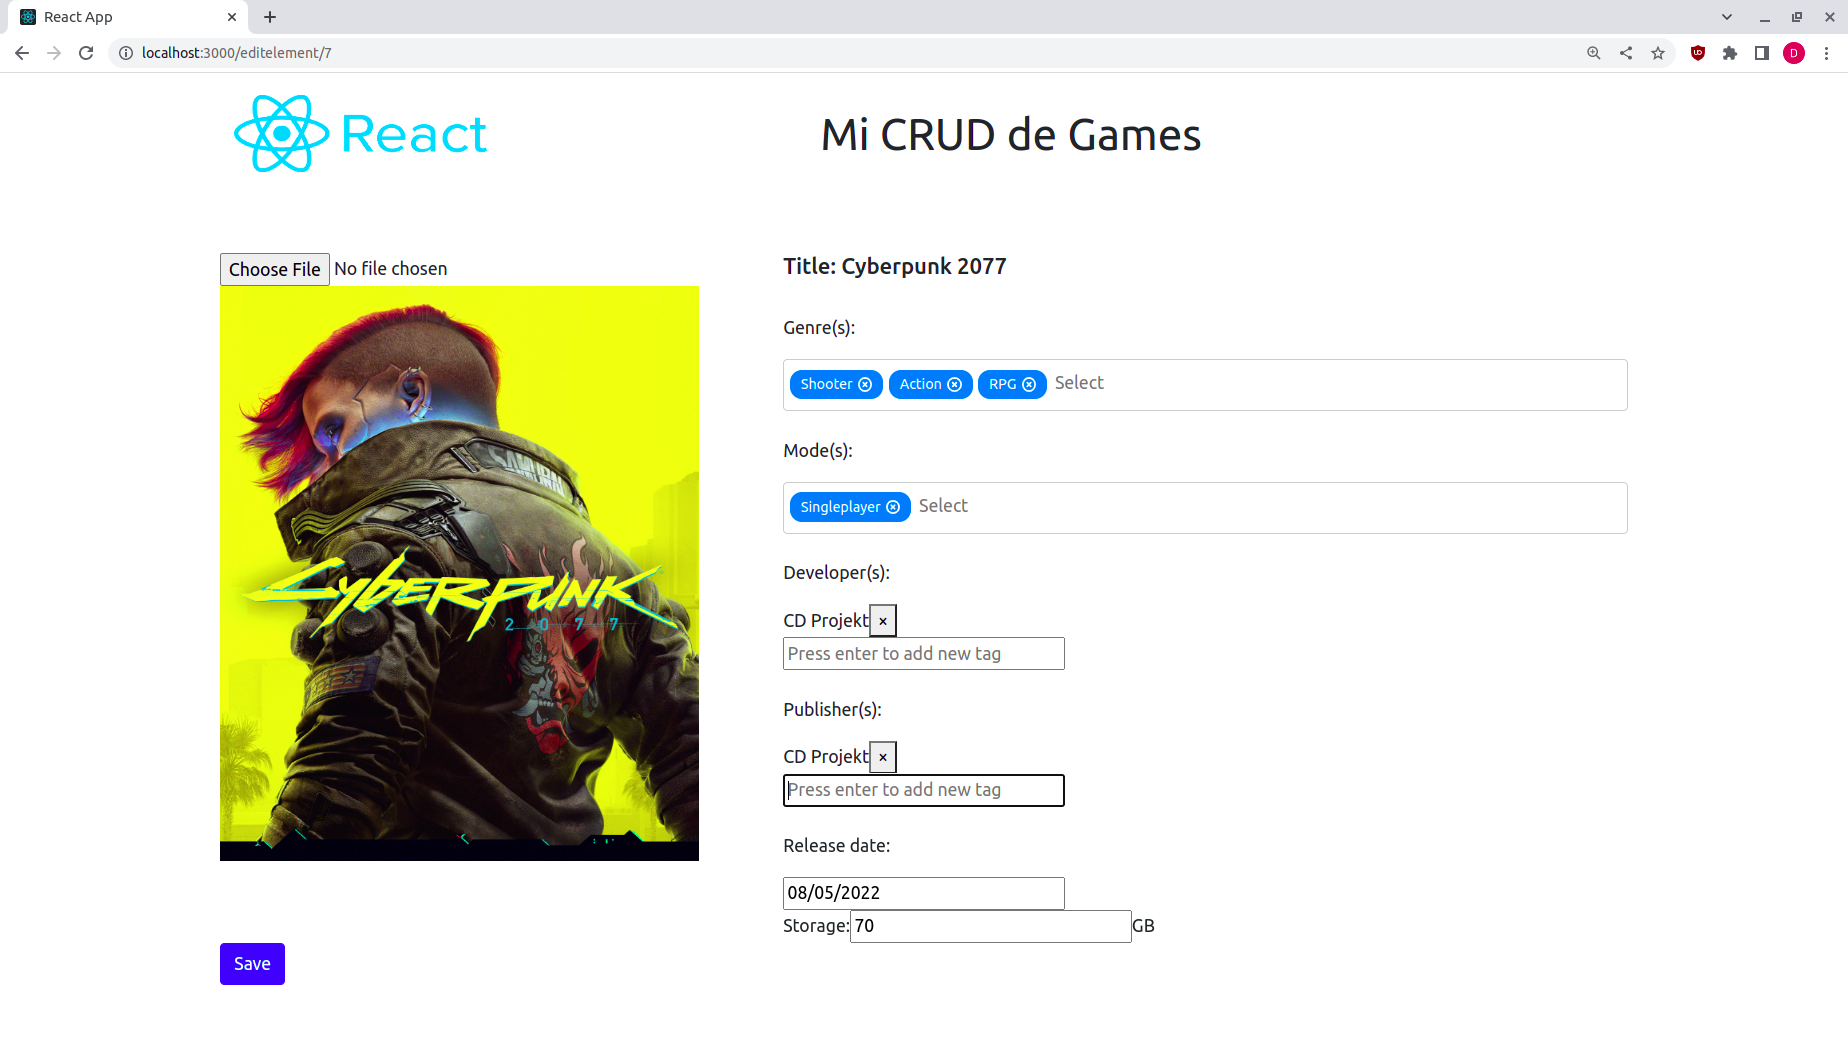 React App
localhost:3000/editelement/7
D
React
Mi CRUD de Games
Choose File No file chosen
SAMURAI
CYBERPUNK
2077
Title: Cyberpunk 2077
Genre(s):
Shooter Action RPG Select
Mode(s):
Singleplayer Select
Developer(s):
CD Projekt ×
Press enter to add new tag
Publisher(s):
CD Projekt ×
Press enter to add new tag
Release date:
08/05/2022
Storage: 70 GB
Save